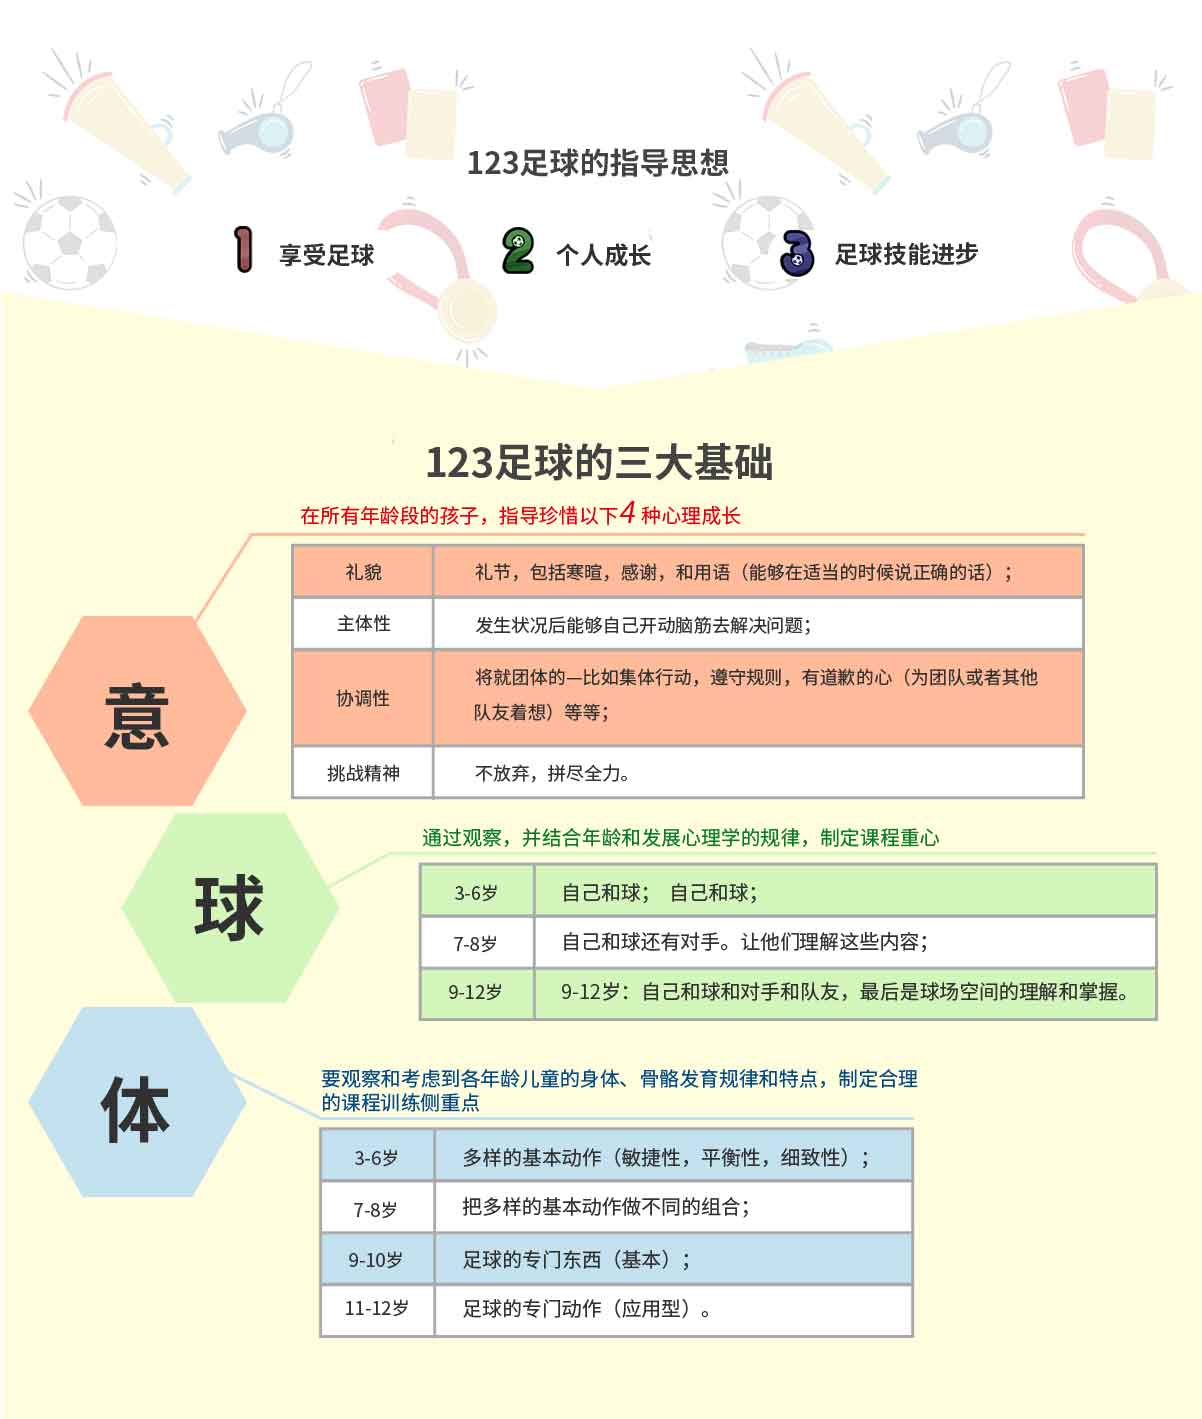 123足球的指导思想
1 享受足球
2 个人成长
3 足球技能进步
123足球的三大基础
在所有年龄段的孩子，指导珍惜以下4 种心理成长
意
礼貌
礼节，包括寒暄，感谢，和用语（能够在适当的时候说正确的话）；
主体性
发生状况后能够自己开动脑筋去解决问题；
协调性
将就团体的—比如集体行动，遵守规则，有道歉的心（为团队或者其他
队友着想）等等；
挑战精神
不放弃，拼尽全力。
球
通过观察，并结合年龄和发展心理学的规律，制定课程重心
3-6岁
自己和球； 自己和球；
7-8岁
自己和球还有对手。让他们理解这些内容；
9-12岁
9-12岁：自己和球和对手和队友，最后是球场空间的理解和掌握。
体
要观察和考虑到各年龄儿童的身体、骨骼发育规律和特点，制定合理
的课程训练侧重点
3-6岁
多样的基本动作（敏捷性，平衡性，细致性）；
7-8岁
把多样的基本动作做不同的组合；
9-10岁
足球的专门东西（基本）；
11-12岁
足球的专门动作（应用型）。